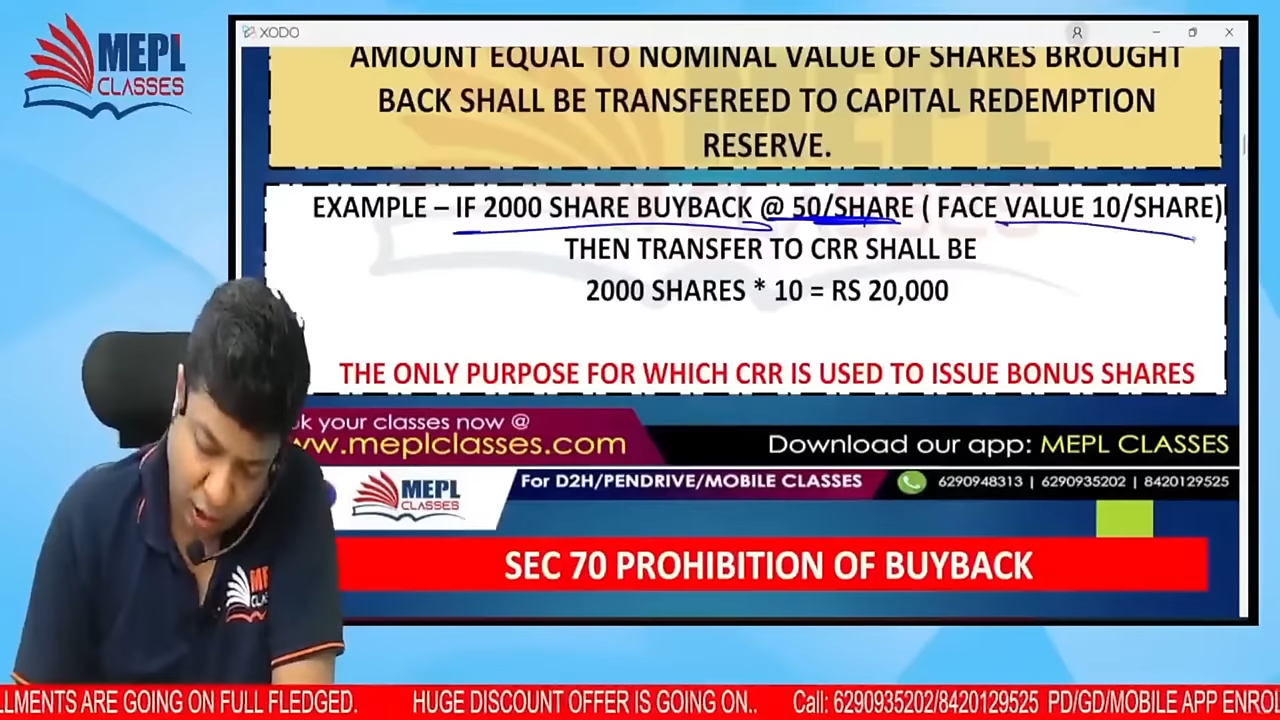 MEPL
CLASSES
XODO
AMOUNT EQUAL TO NOMINAL VALUE OF SHARES BROUGHT
BACK SHALL BE TRANSFEREED TO CAPITAL REDEMPTION
RESERVE.
EXAMPLE – IF 2000 SHARE BUYBACK @ 50/SHARE ( FACE VALUE 10/SHARE)
THEN TRANSFER TO CRR SHALL BE
2000 SHARES * 10 = RS 20,000
THE ONLY PURPOSE FOR WHICH CRR IS USED TO ISSUE BONUS SHARES
your classes now @
www.meplclasses.com
Download our app: MEPL CLASSES
MEPL
CLASSES
For D2H/PENDRIVE/MOBILE CLASSES
6290948313 | 6290935202 | 8420129525
SEC 70 PROHIBITION OF BUYBACK
LLMENTS ARE GOING ON FULL FLEDGED. HUGE DISCOUNT OFFER IS GOING ON.. Call: 6290935202/8420129525 PD/GD/MOBILE APP ENROL